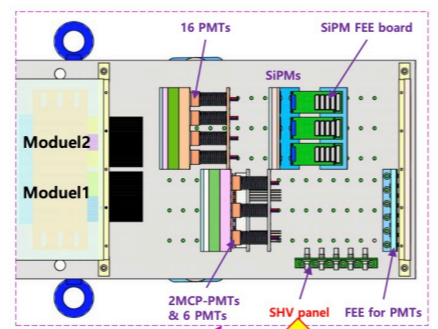 16 PMTs
SiPM FEE board
SiPMs
Moduel2
Moduel1
2MCP-PMTs
& 6 PMTs
SHV panel
FEE for PMTs